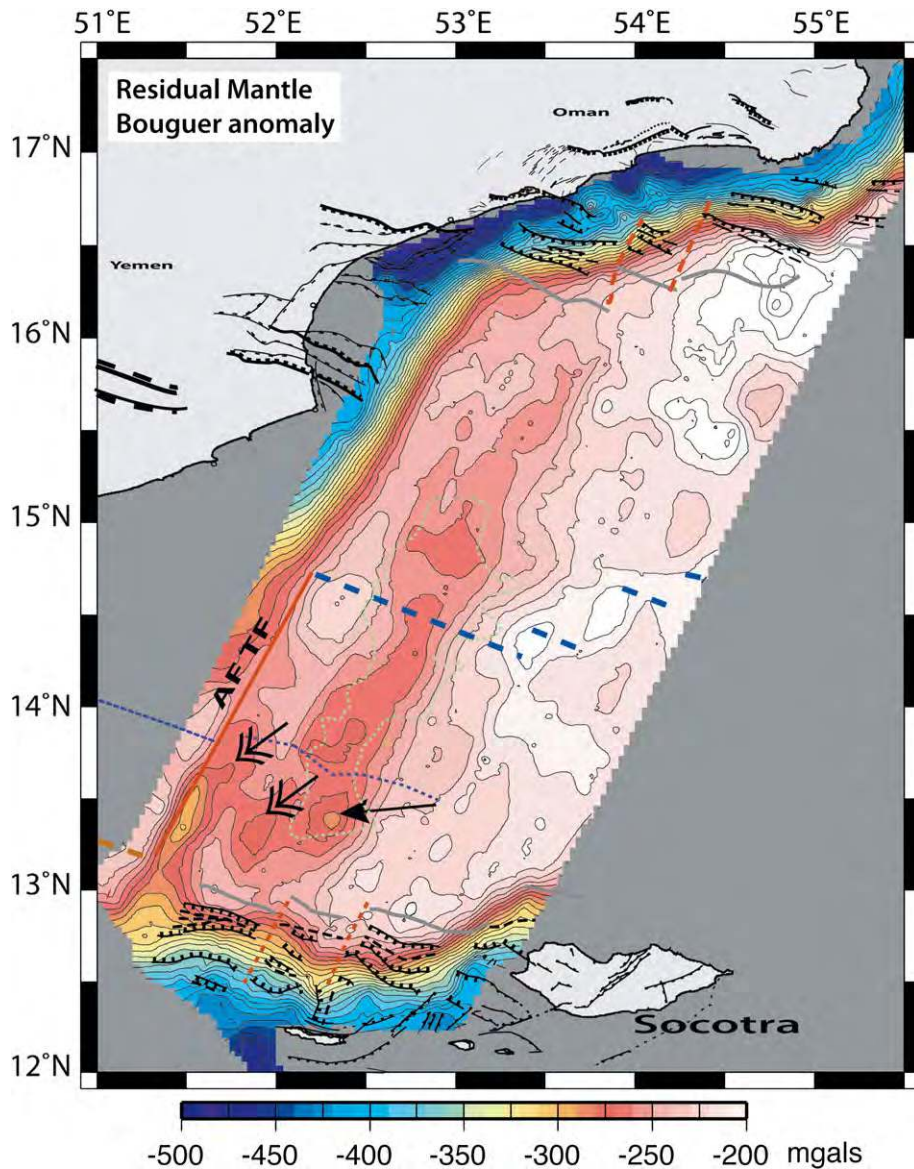 51°E 52°E 53°E 54°E 55°E
Residual Mantle
Bouguer anomaly
Oman
17°N
Yemen
16°N
15°N
AFTF
14°N
13°N
Socotra
12°N
-500 -450 -400 -350 -300 -250 -200 mgals